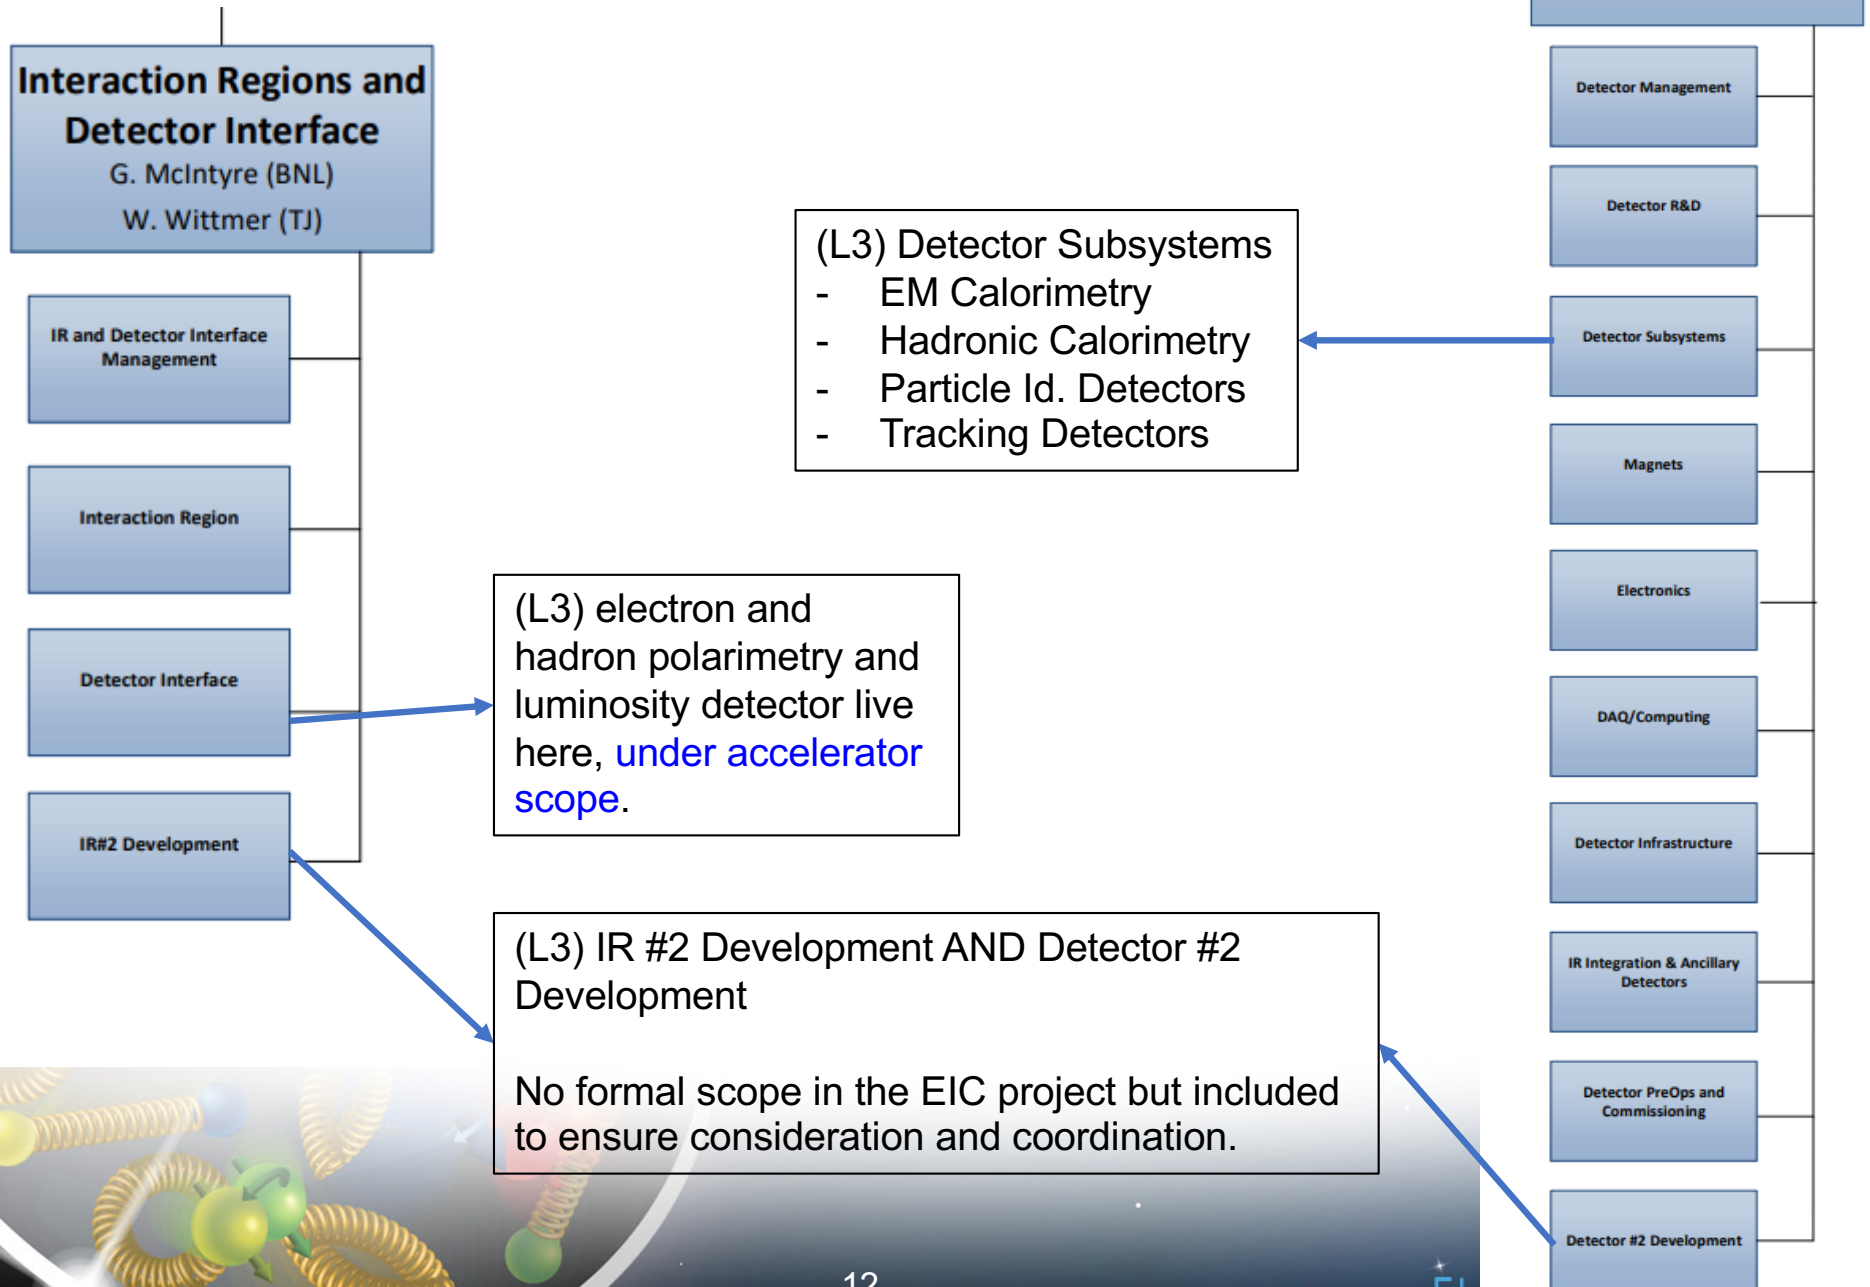 Interaction Regions and
Detector Interface
G. McIntyre (BNL)
W. Wittmer (TJ)
IR and Detector Interface
Management
Interaction Region
Detector Interface
IR#2 Development
(L3) Detector Subsystems
- EM Calorimetry
- Hadronic Calorimetry
- Particle Id. Detectors
- Tracking Detectors
(L3) electron and
hadron polarimetry and
luminosity detector live
here, under accelerator
scope.
(L3) IR #2 Development AND Detector #2
Development
No formal scope in the EIC project but included
to ensure consideration and coordination.
Detector Management
Detector R&D
Detector Subsystems
Magnets
Electronics
DAQ/Computing
Detector Infrastructure
IR Integration & Ancillary
Detectors
Detector PreOps and
Commissioning
Detector #2 Development
12